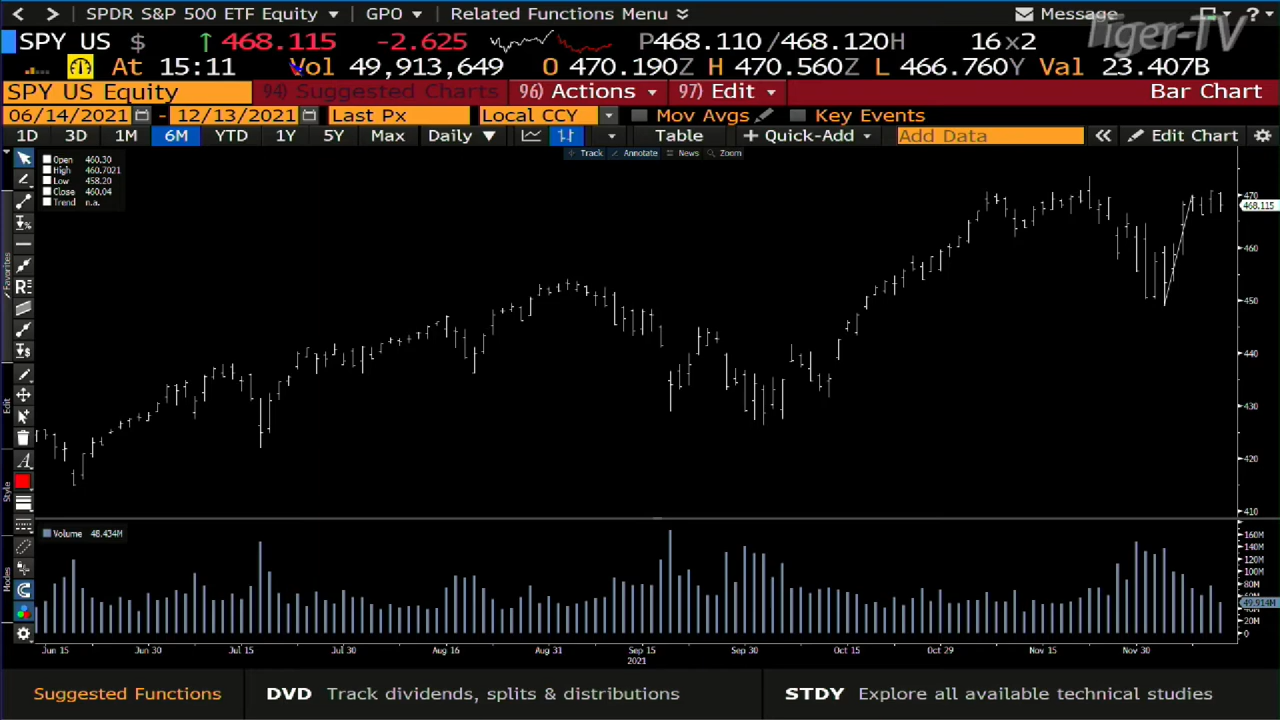 < > SPDR S&P 500 ETF Equity GPO Related Functions Menu Message ?
Tiger-TV
SPY US $ ↑ 468.115 -2.625 P468.110/468.120H 16x2
At 15:11 Vol 49,913,649 O 470.190Z H 470.560Z L 466.760Y Val 23.407B
SPY US Equity 94) Suggested Charts 96) Actions 97) Edit Bar Chart
06/14/2021 - 12/13/2021 Last Px Local CCY Mov Avgs Key Events
1D 3D 1M 6M YTD 1Y 5Y Max Daily ▼ Table + Quick-Add Add Data « Edit Chart
Track Annotate News Zoom
Open 460.30
High 460.7021
Low 458.20
Close 460.04
Trend n.a.
Favorites
Edit
Style
Modes
470
468.115
460
450
440
430
420
410
Volume 48.434M
160M
140M
120M
100M
80M
49.914M
20M
0
Jun 15 Jun 30 Jul 15 Jul 30 Aug 16 Aug 31 Sep 15 Sep 30 Oct 15 Oct 29 Nov 15 Nov 30
2021
Suggested Functions DVD Track dividends, splits & distributions STDY Explore all available technical studies